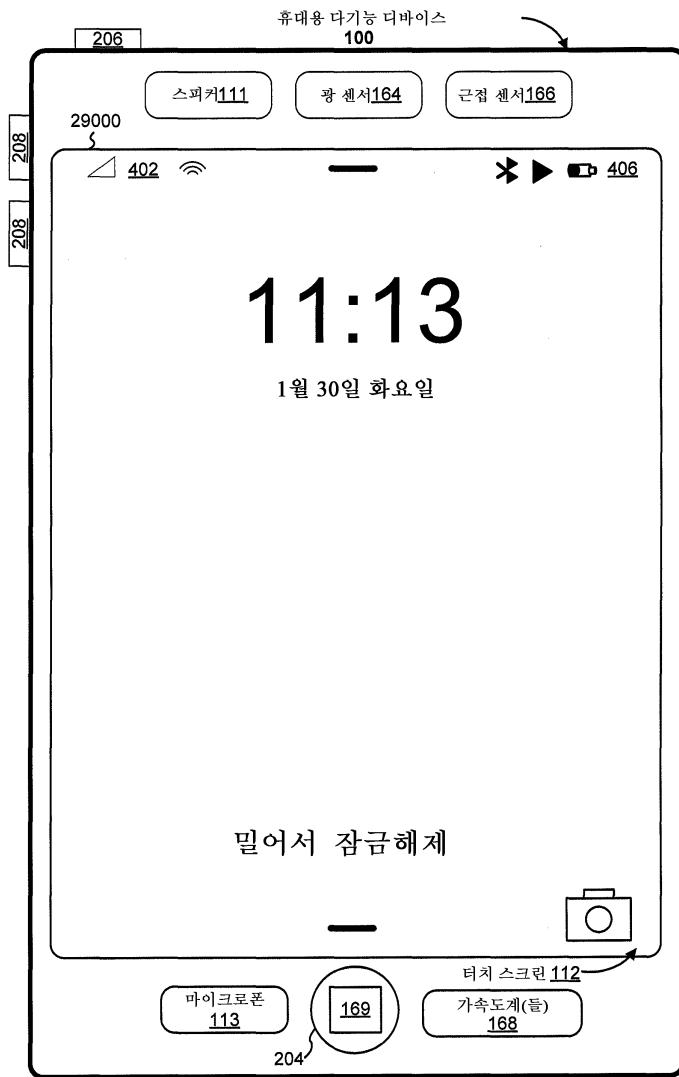 휴대용 다기능 디바이스
100
206
스피커111
광 센서164
근접 센서166
29000
208
208
402
406
11:13
1월 30일 화요일
밀어서 잠금해제
터치 스크린 112
마이크로폰
113
169
가속도계(들)
168
204